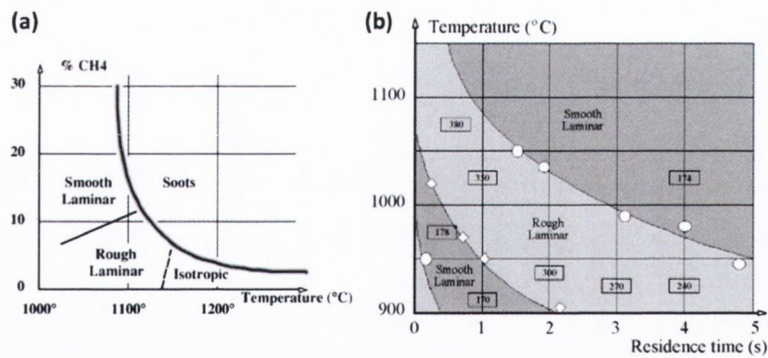 (a)
% CH4
30
20
10
0
Smooth
Laminar
Soots
Rough
Laminar
Isotropic
1000°
1100°
1200°
Temperature (°C)
(b)
Temperature (°C)
1100
1000
900
380
Smooth
Laminar
350
174
178
Rough
Laminar
Smooth
Laminar
300
270
240
170
0
1
2
3
4
5
Residence time (s)